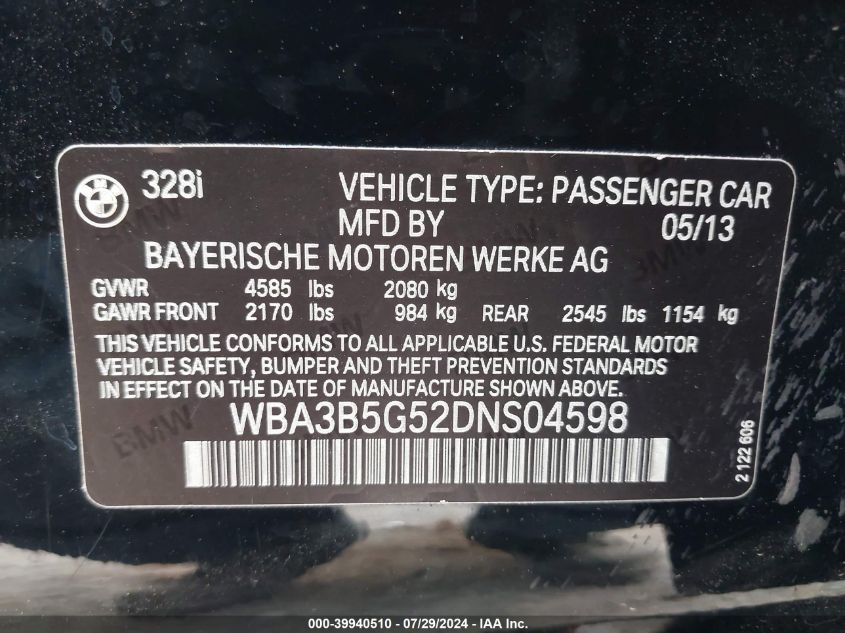 328i VEHICLE TYPE: PASSENGER CAR
MFD BY 05/13
BAYERISCHE MOTOREN WERKE AG
GVWR 4585 lbs 2080 kg
GAWR FRONT 2170 lbs 984 kg REAR 2545 lbs 1154 kg
THIS VEHICLE CONFORMS TO ALL APPLICABLE U.S. FEDERAL MOTOR
VEHICLE SAFETY, BUMPER AND THEFT PREVENTION STANDARDS
IN EFFECT ON THE DATE OF MANUFACTURE SHOWN ABOVE.
WBA3B5G52DNS04598
2 122 606
000-39940510 - 07/29/2024 - IAA Inc.